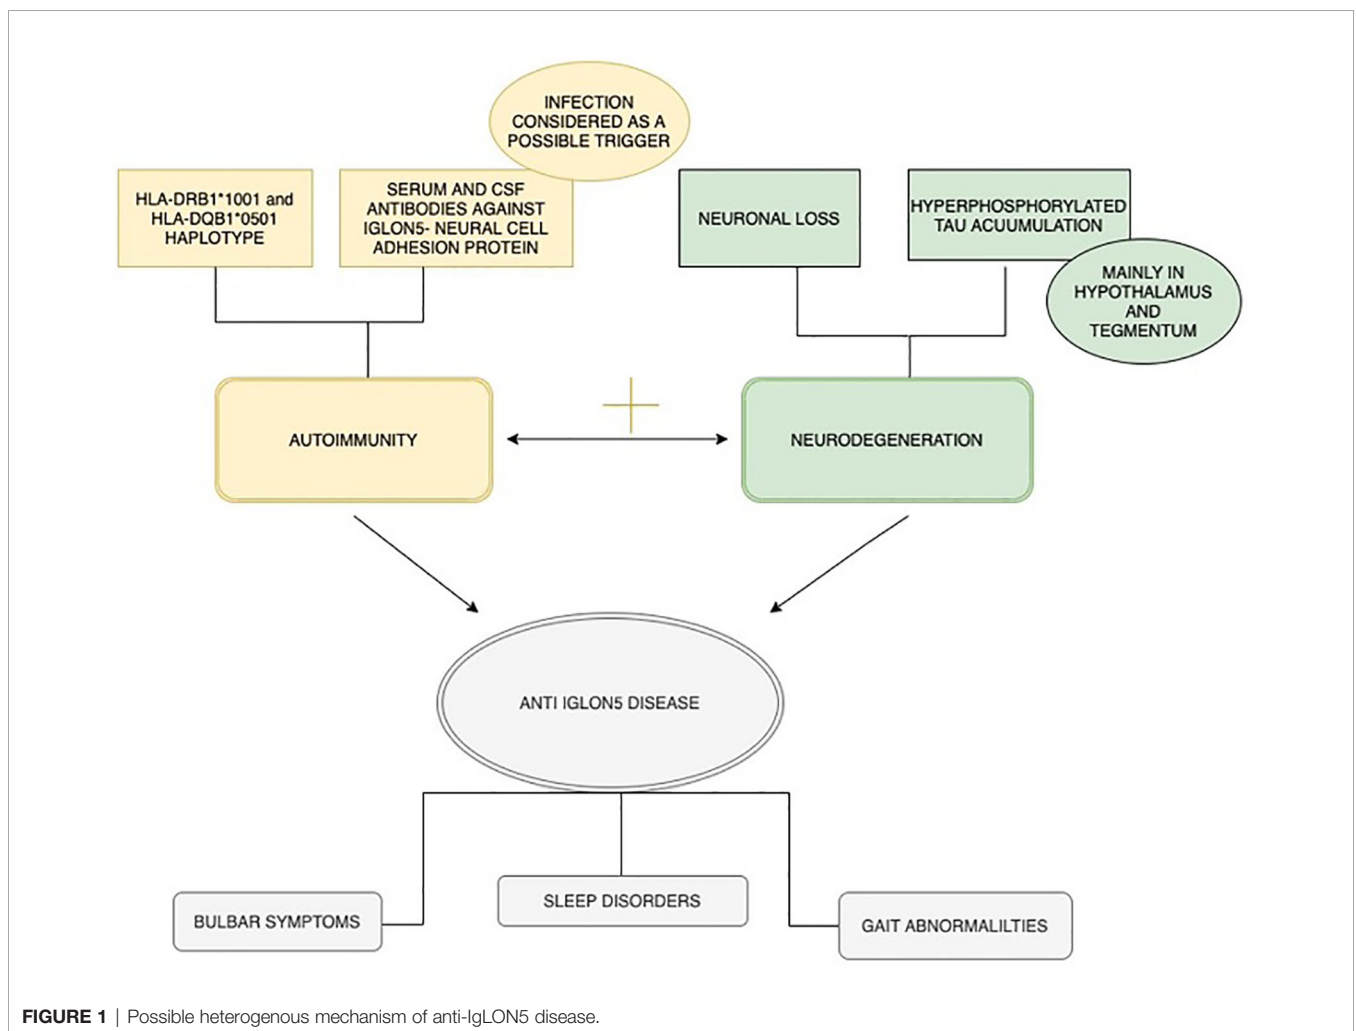 INFECTION
CONSIDERED AS A
POSSIBLE TRIGGER
HLA-DRB1*1001 and
HLA-DQB1*0501
HAPLOTYPE
SERUM AND CSF
ANTIBODIES AGAINST
IGLON5- NEURAL CELL
ADHESION PROTEIN
NEURONAL LOSS
HYPERPHOSPHORYLATED
TAU ACUUMULATION
MAINLY IN
HYPOTHALAMUS
AND
TEGMENTUM
AUTOIMMUNITY
NEURODEGENERATION
ANTI IGLON5 DISEASE
BULBAR SYMPTOMS
SLEEP DISORDERS
GAIT ABNORMALILTIES
FIGURE 1 | Possible heterogenous mechanism of anti-IgLON5 disease.